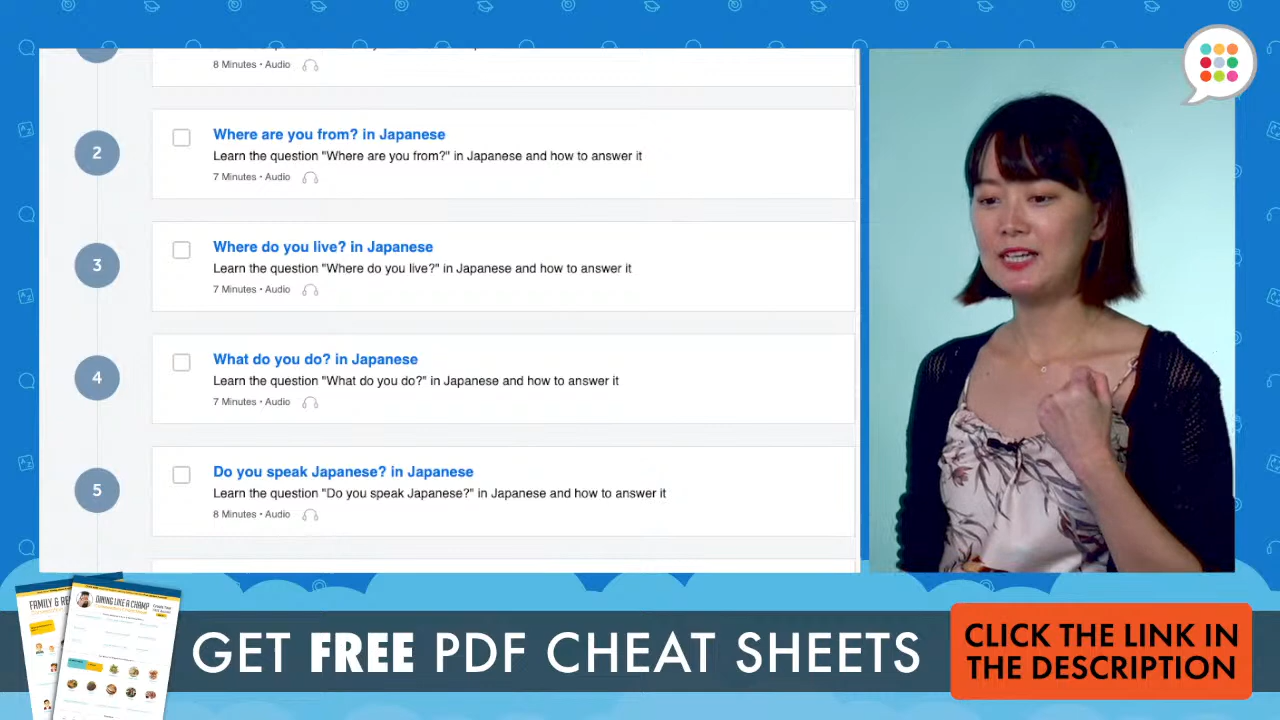 8 Minutes • Audio
2
Where are you from? in Japanese
Learn the question "Where are you from?" in Japanese and how to answer it
7 Minutes • Audio
3
Where do you live? in Japanese
Learn the question "Where do you live?" in Japanese and how to answer it
7 Minutes • Audio
4
What do you do? in Japanese
Learn the question "What do you do?" in Japanese and how to answer it
7 Minutes • Audio
5
Do you speak Japanese? in Japanese
Learn the question "Do you speak Japanese?" in Japanese and how to answer it
8 Minutes • Audio
FAMILY & RE
DINING LIKE A CHAMP
GET FREE PDF CHEAT SHEETS
CLICK THE LINK IN
THE DESCRIPTION